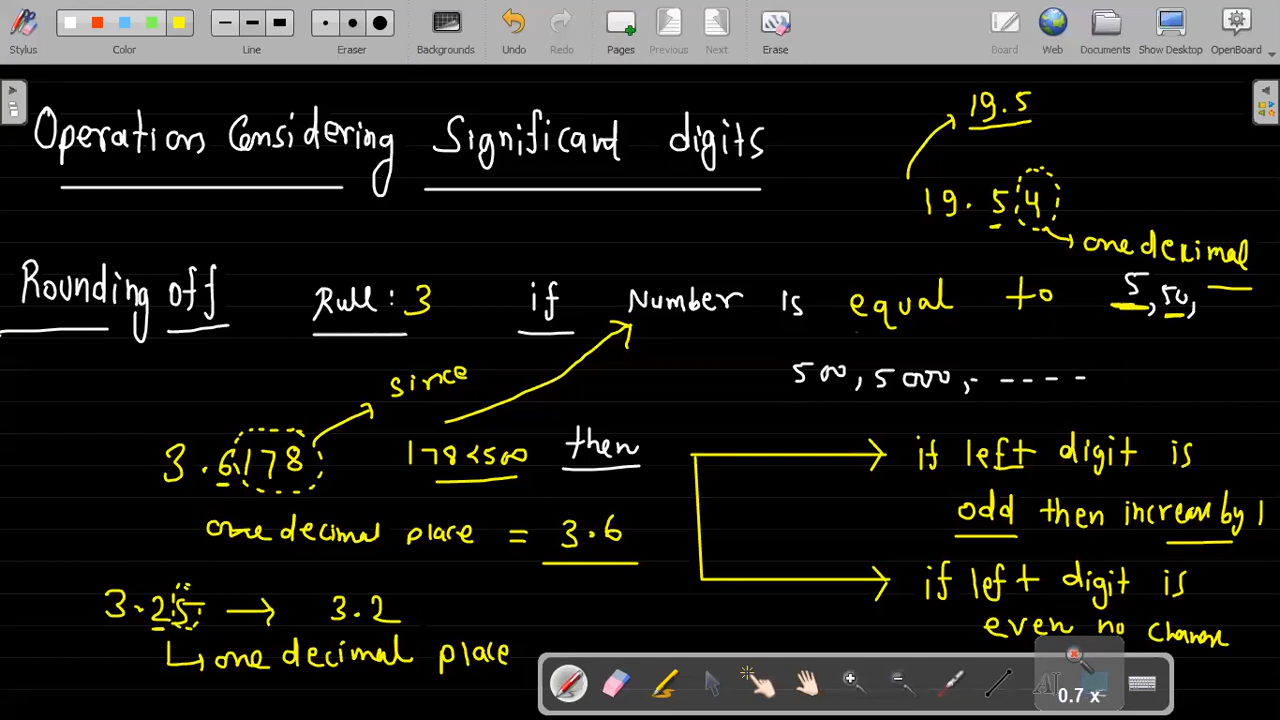 Stylus Color Line Eraser Backgrounds Undo Redo Pages Previous Next Erase Board Web Documents Show Desktop OpenBoard
19.5
Operations Considering Significant digits
19.54
one decimal
Rounding off Rule: 3 if Number is equal to 5, 50,
500, 5000, - - - - -
since
3.6178 178<500 then if left digit is
odd then increase by 1
one decimal place = 3.6
if left digit is
even no change
3.25 → 3.2
one decimal place
0.7 x